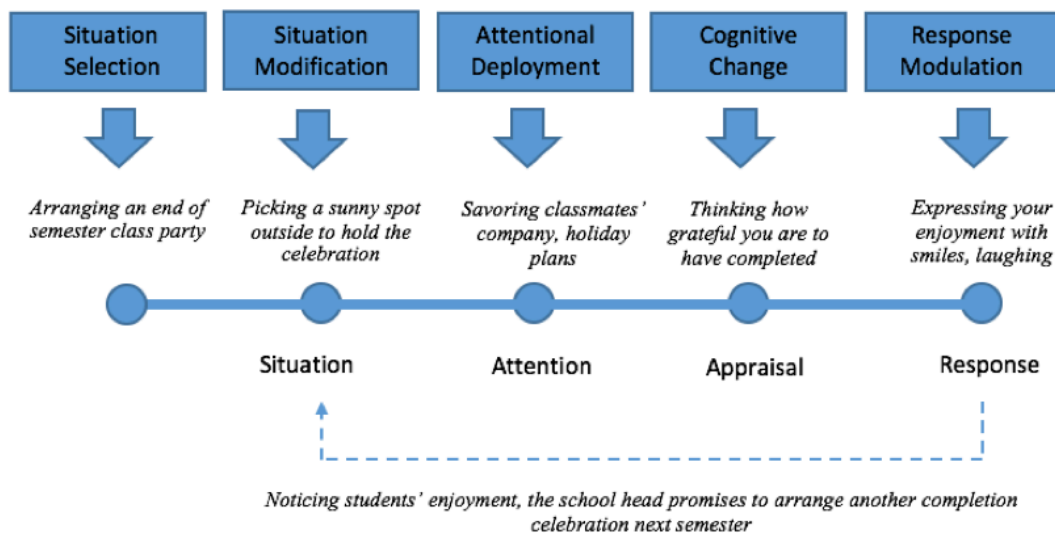 Situation
Selection
Situation
Modification
Attentional
Deployment
Cognitive
Change
Response
Modulation
Arranging an end of
semester class party
Picking a sunny spot
outside to hold the
celebration
Savoring classmates’
company, holiday
plans
Thinking how
grateful you are to
have completed
Expressing your
enjoyment with
smiles, laughing
Situation
Attention
Appraisal
Response
Noticing students’ enjoyment, the school head promises to arrange another completion
celebration next semester